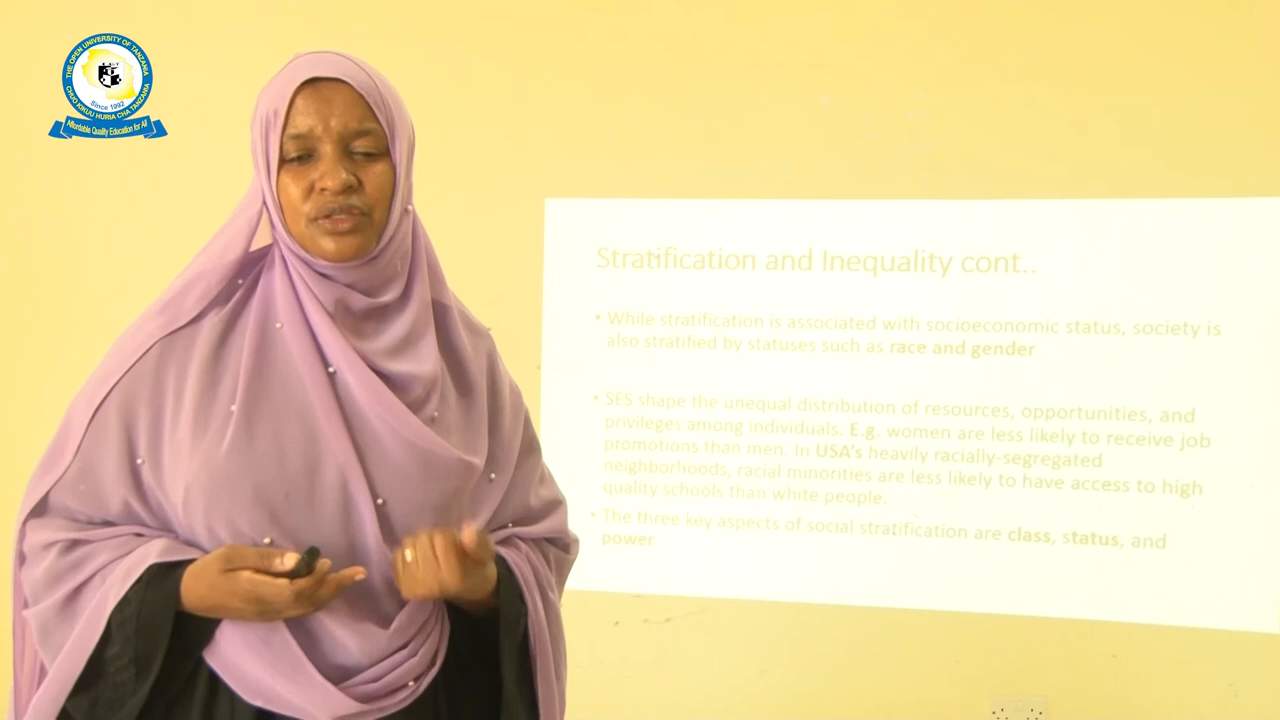 THE OPEN UNIVERSITY OF TANZANIA
CHUO KIKUU HURIA CHA TANZANIA
Since 1992
Affordable Quality Education for All
Stratification and Inequality cont..
• While stratification is associated with socioeconomic status, society is
also stratified by statuses such as race and gender
• SES shape the unequal distribution of resources, opportunities, and
privileges among individuals. E.g. women are less likely to receive job
promotions than men. In USA's heavily racially-segregated
neighborhoods, racial minorities are less likely to have access to high
quality schools than white people.
• The three key aspects of social stratification are class, status, and
power